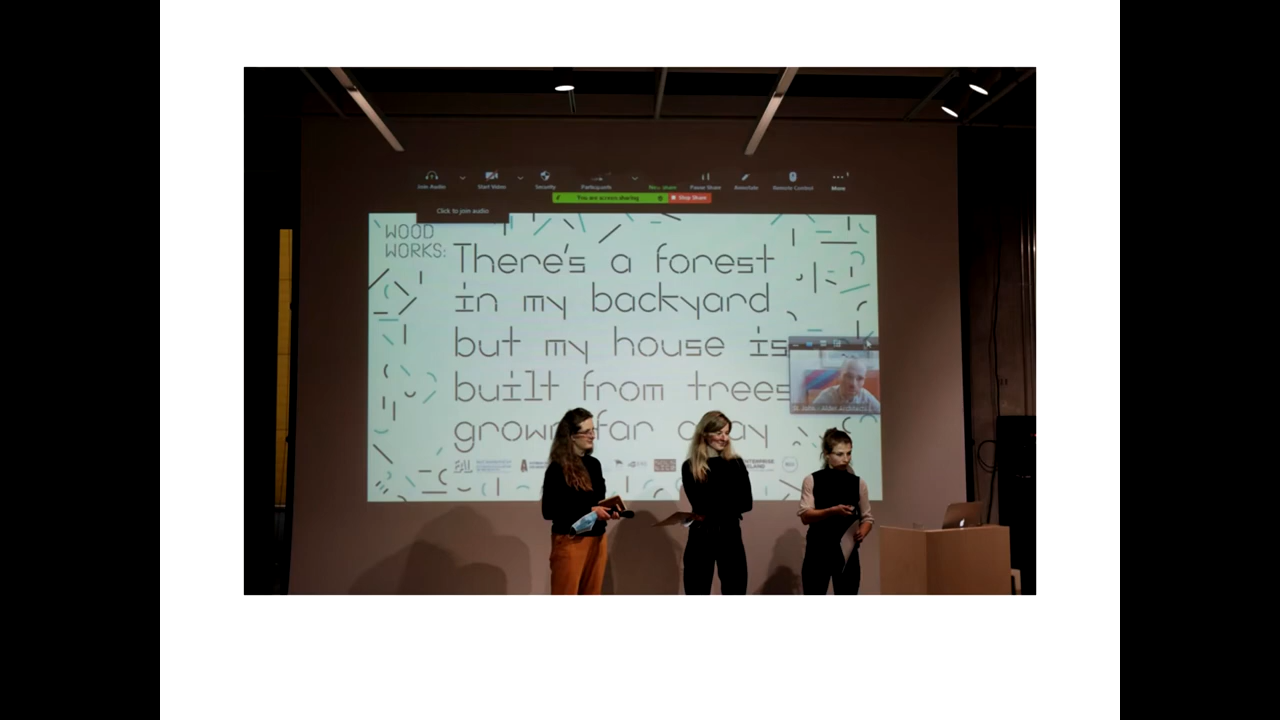 Join Audio
Start Video
Security
Participants
New Share
Pause Share
Annotate
Remote Control
More
You are screen sharing
Stop Share
Click to join audio
WOOD
WORKS:
There's a forest
in my backyard
but my house is
built from trees
grown far away
ENTERPRISE
IRELAND